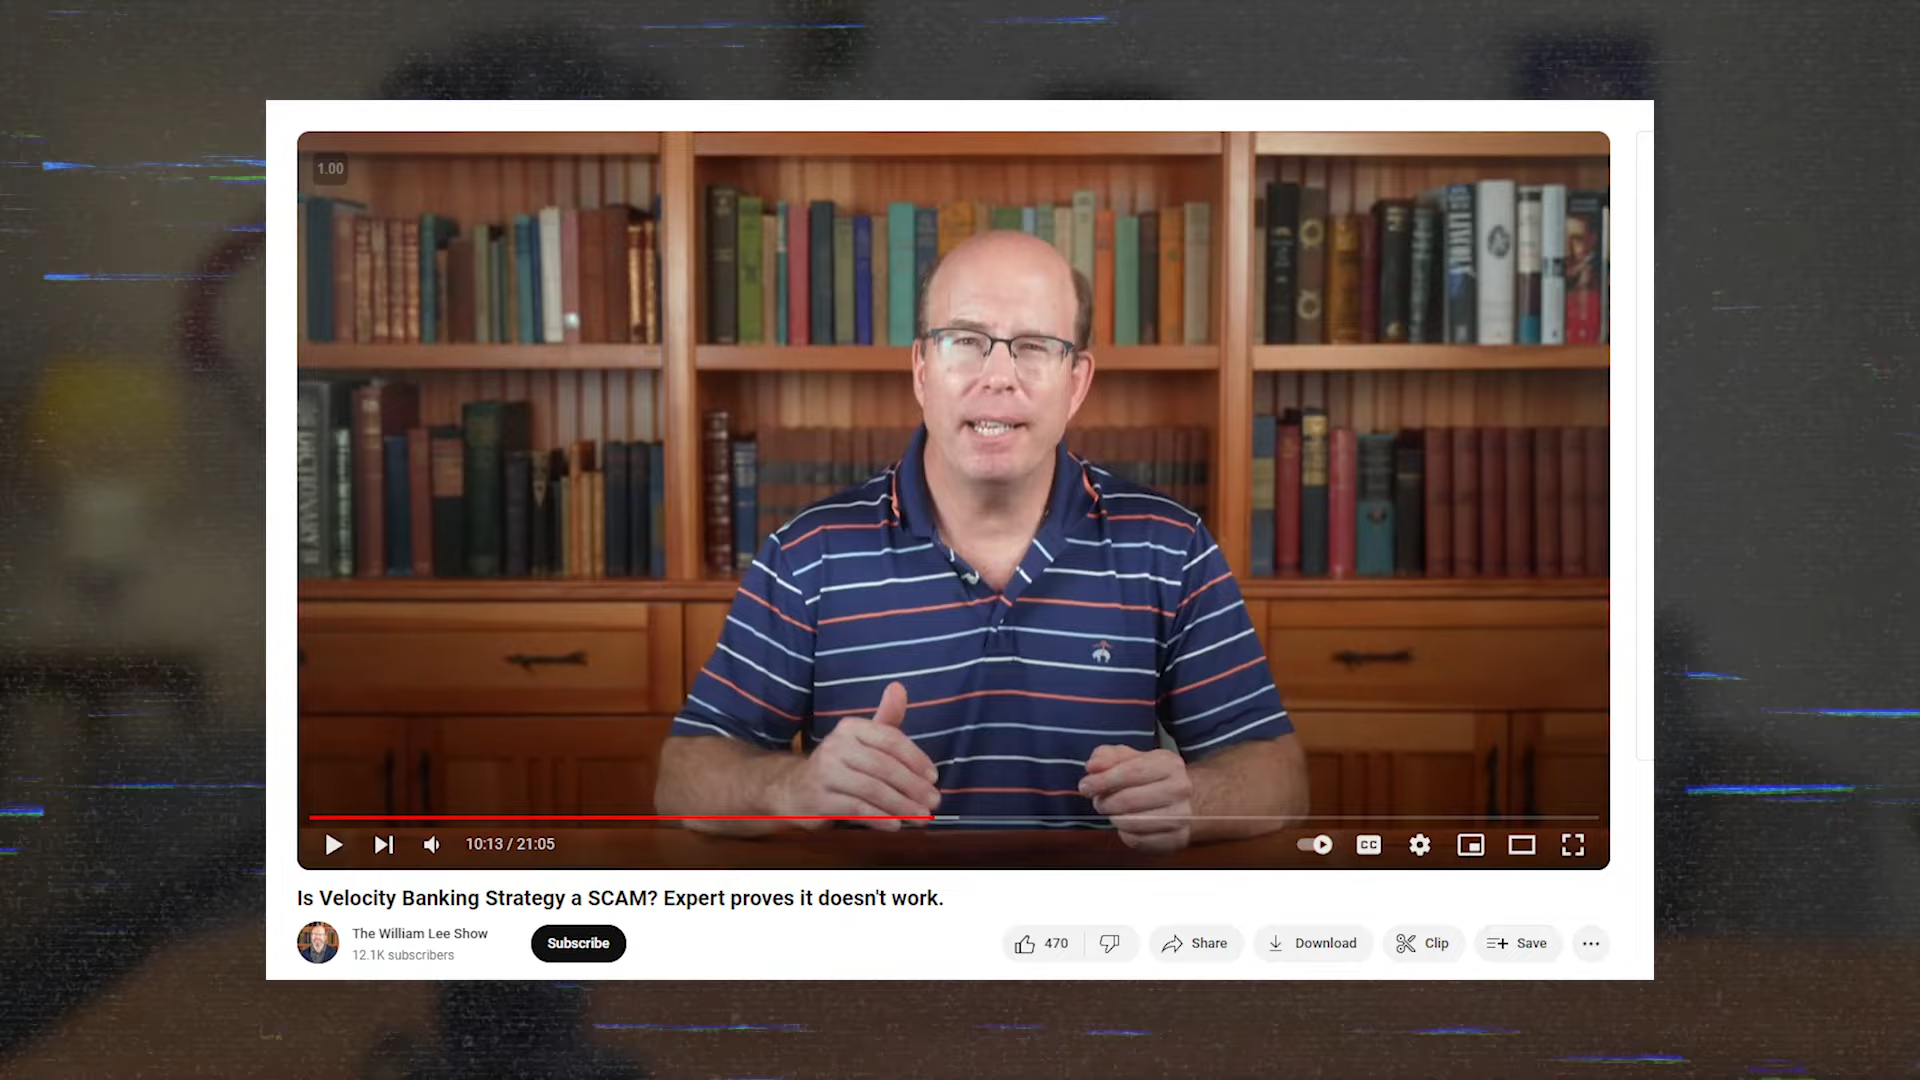 1.00
10:13 / 21:05
CC
Is Velocity Banking Strategy a SCAM? Expert proves it doesn't work.
The William Lee Show
12.1K subscribers
Subscribe
470
Share
Download
Clip
Save